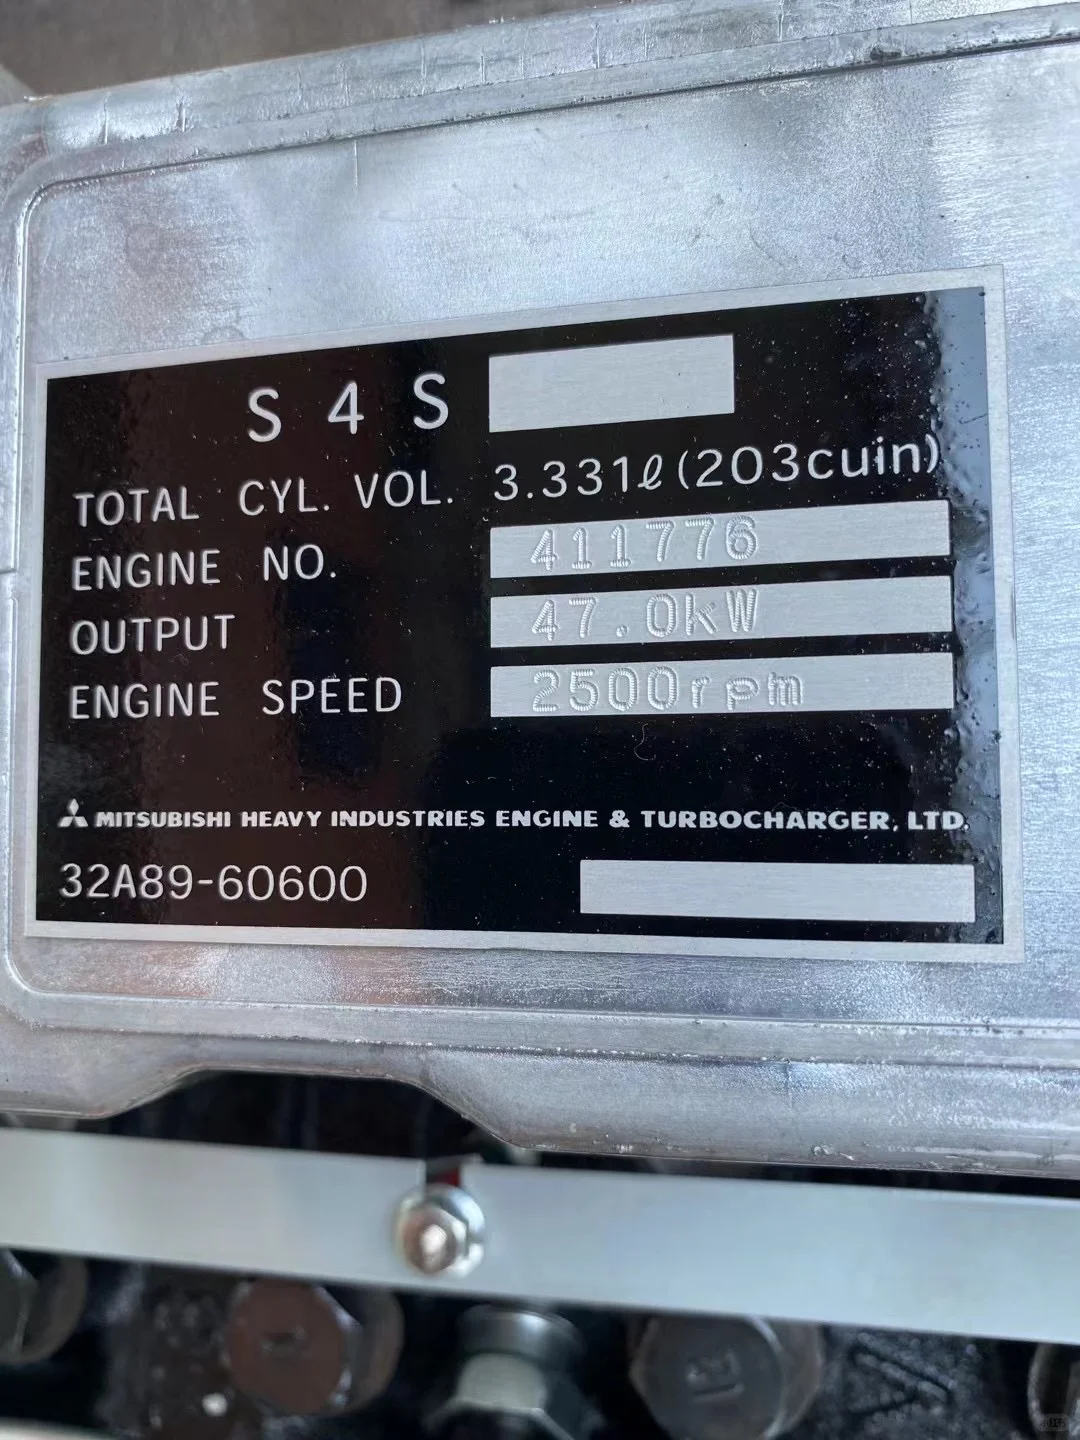 S 4 S
TOTAL CYL. VOL. 3.331ℓ(203cuin)
ENGINE NO. 411776
OUTPUT 47.0kW
ENGINE SPEED 2500rpm
MITSUBISHI HEAVY INDUSTRIES ENGINE & TURBOCHARGER, LTD.
32A89-60600